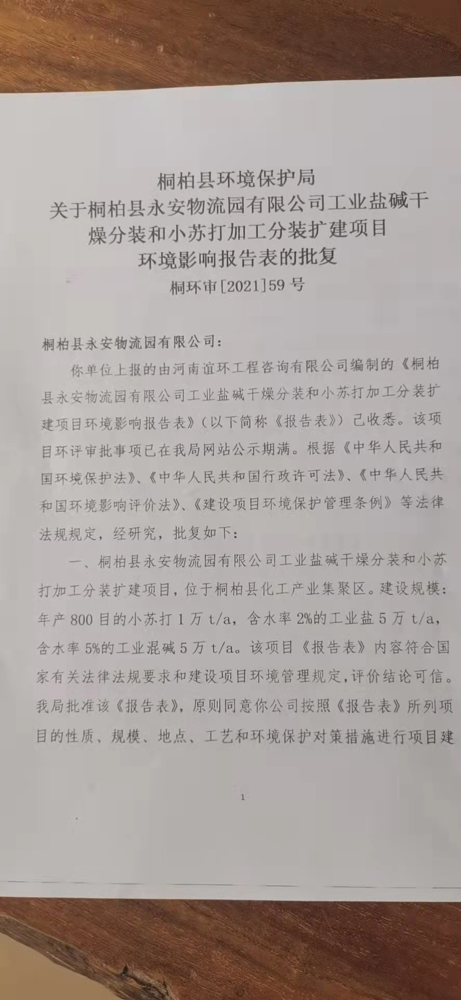 桐柏县环境保护局
关于桐柏县永安物流园有限公司工业盐碱干
燥分装和小苏打加工分装扩建项目
环境影响报告表的批复
桐环审[2021]59 号
桐柏县永安物流园有限公司：
你单位上报的由河南谊环工程咨询有限公司编制的《桐柏
县永安物流园有限公司工业盐碱干燥分装和小苏打加工分装扩
建项目环境影响报告表》（以下简称《报告表》）己收悉。该项
目环评审批事项已在我局网站公示期满。根据《中华人民共和
国环境保护法》、《中华人民共和国行政许可法》、《中华人民共
和国环境影响评价法》、《建设项目环境保护管理条例》等法律
法规规定，经研究，批复如下：
一、桐柏县永安物流园有限公司工业盐碱干燥分装和小苏
打加工分装扩建项目，位于桐柏县化工产业集聚区。建设规模：
年产 800 目的小苏打 1 万 t/a，含水率 2%的工业盐 5 万 t/a，
含水率 5%的工业混碱 5 万 t/a。该项目《报告表》内容符合国
家有关法律法规要求和建设项目环境管理规定，评价结论可信。
我局批准该《报告表》，原则同意你公司按照《报告表》所列项
目的性质、规模、地点、工艺和环境保护对策措施进行项目建
1